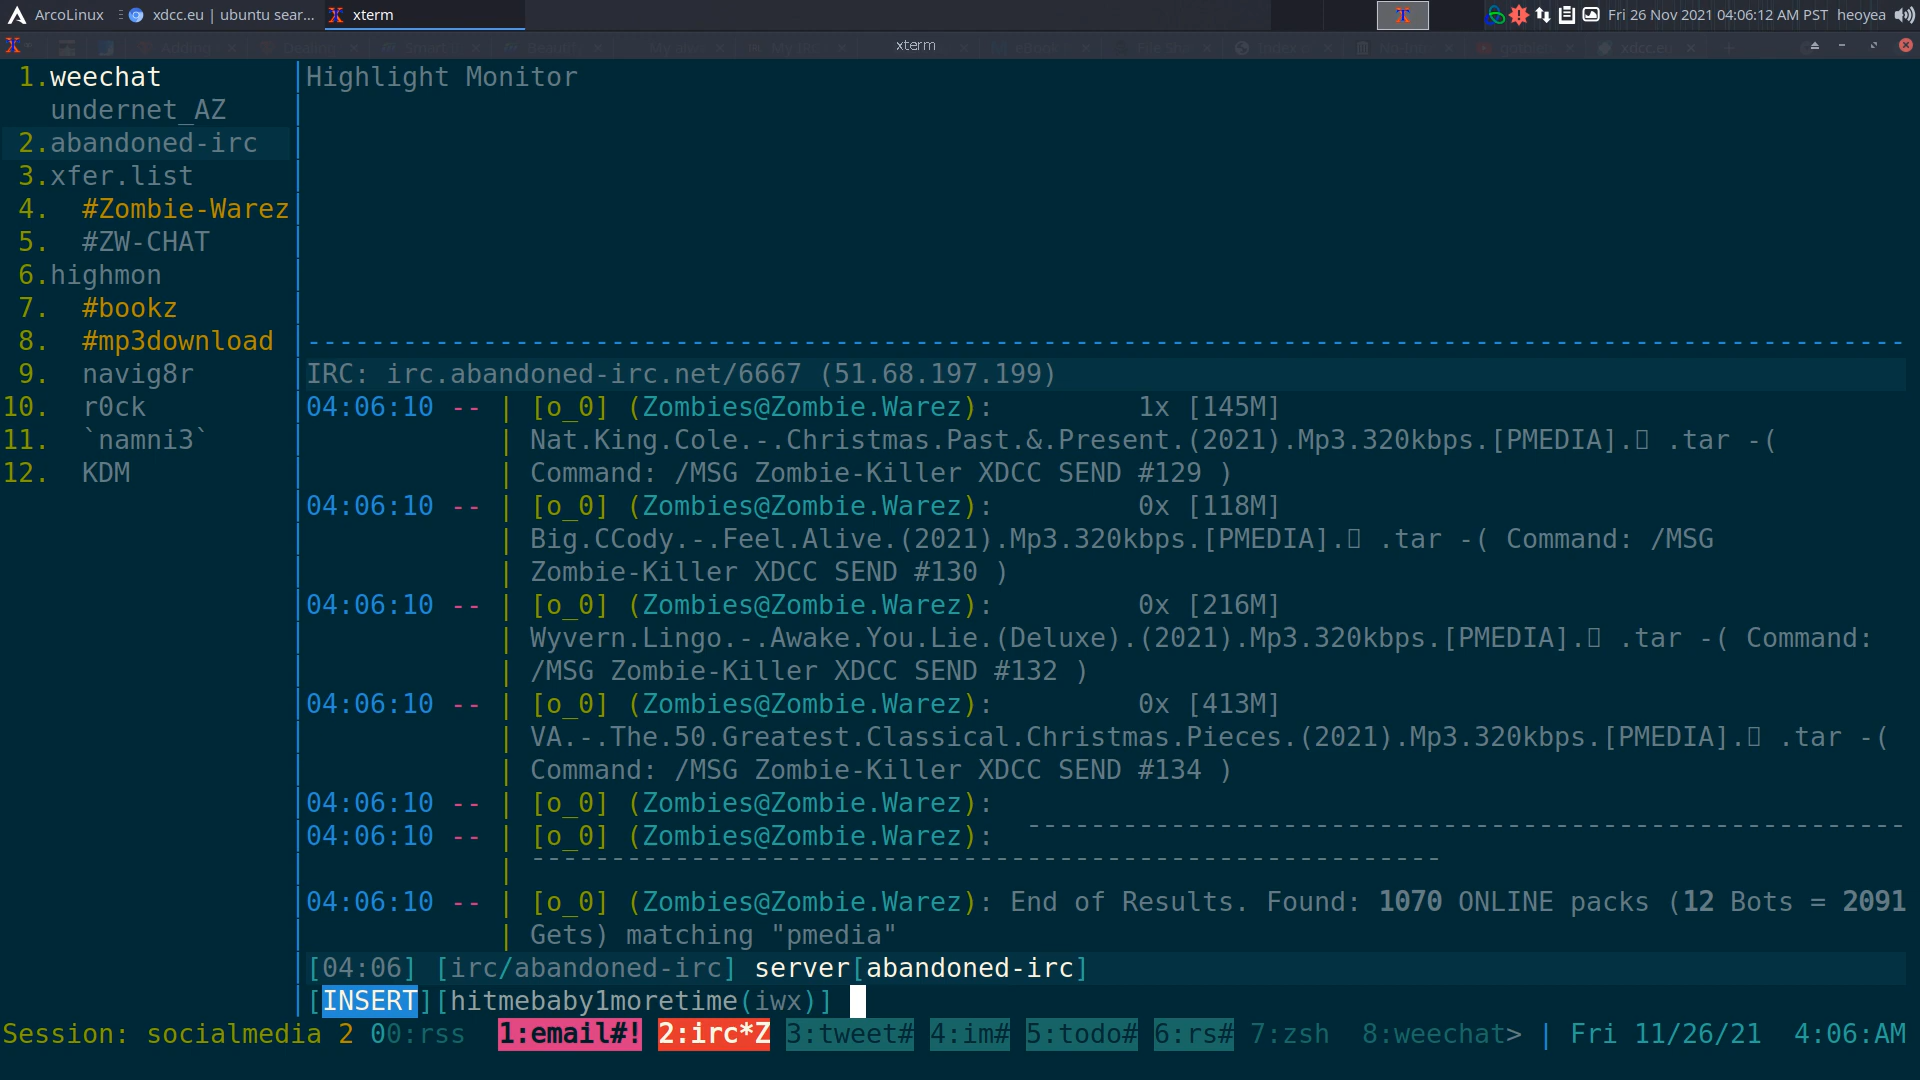 ArcoLinux xdcc.eu | ubuntu sear... xterm Fri 26 Nov 2021 04:06:12 AM PST heoyea
xterm
1.weechat
undernet_AZ
2.abandoned-irc
3.xfer.list
4. #Zombie-Warez
5. #ZW-CHAT
6.highmon
7. #bookz
8. #mp3download
9. navig8r
10. r0ck
11. `namni3`
12. KDM
Highlight Monitor
IRC: irc.abandoned-irc.net/6667 (51.68.197.199)
04:06:10 -- | [o_0] (Zombies@Zombie.Warez): 1x [145M]
| Nat.King.Cole.-.Christmas.Past.&.Present.(2021).Mp3.320kbps.[PMEDIA].▯ .tar -(
| Command: /MSG Zombie-Killer XDCC SEND #129 )
04:06:10 -- | [o_0] (Zombies@Zombie.Warez): 0x [118M]
| Big.CCody.-.Feel.Alive.(2021).Mp3.320kbps.[PMEDIA].▯ .tar -( Command: /MSG
| Zombie-Killer XDCC SEND #130 )
04:06:10 -- | [o_0] (Zombies@Zombie.Warez): 0x [216M]
| Wyvern.Lingo.-.Awake.You.Lie.(Deluxe).(2021).Mp3.320kbps.[PMEDIA].▯ .tar -( Command:
| /MSG Zombie-Killer XDCC SEND #132 )
04:06:10 -- | [o_0] (Zombies@Zombie.Warez): 0x [413M]
| VA.-.The.50.Greatest.Classical.Christmas.Pieces.(2021).Mp3.320kbps.[PMEDIA].▯ .tar -(
| Command: /MSG Zombie-Killer XDCC SEND #134 )
04:06:10 -- | [o_0] (Zombies@Zombie.Warez):
04:06:10 -- | [o_0] (Zombies@Zombie.Warez): -------------------------------------------------------
| ---------------------------------------------------------
04:06:10 -- | [o_0] (Zombies@Zombie.Warez): End of Results. Found: 1070 ONLINE packs (12 Bots = 2091
| Gets) matching "pmedia"
[04:06] [irc/abandoned-irc] server[abandoned-irc]
[INSERT][hitmebaby1moretime(iwx)]
Session: socialmedia 2 00:rss 1:email#! 2:irc*Z 3:tweet# 4:im# 5:todo# 6:rs# 7:zsh 8:weechat> | Fri 11/26/21 4:06:AM